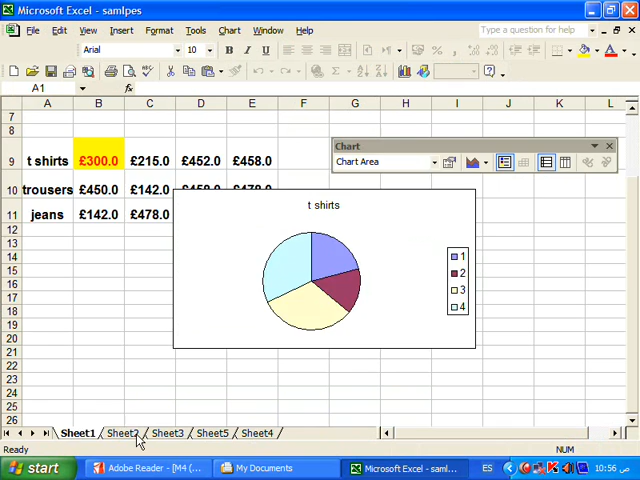 Microsoft Excel - samlpes
File Edit View Insert Format Tools Chart Window Help
Type a question for help
Arial 10 B I U
A1 fx
A B C D E F G H I J K L
7
8
9 t shirts £300.0 £215.0 £452.0 £458.0
Chart
Chart Area
10 trousers £450.0 £142.0
11 jeans £142.0 £478.0
12
13
14
15
16
17
18
19
20
21
22
23
24
25
26
t shirts
1
2
3
4
Sheet1 Sheet2 Sheet3 Sheet5 Sheet4
Ready NUM
start Adobe Reader - [M4 (... My Documents Microsoft Excel - saml... ES 10:56 ص